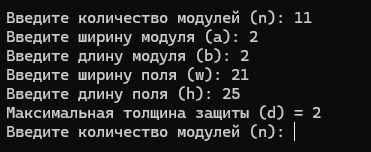 Введите количество модулей (n): 11
Введите ширину модуля (a): 2
Введите длину модуля (b): 2
Введите ширину поля (w): 21
Введите длину поля (h): 25
Максимальная толщина защиты (d) = 2
Введите количество модулей (n):